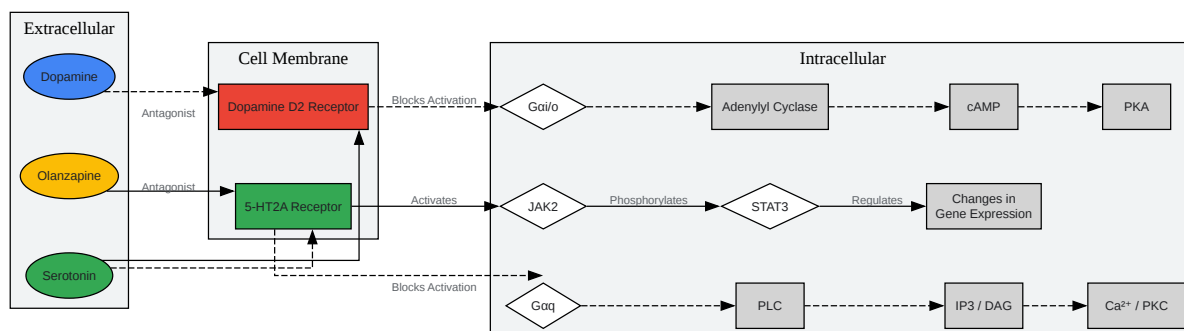 Extracellular
Cell Membrane
Intracellular
Dopamine
Antagonist
Dopamine D2 Receptor
Blocks Activation
Gαi/o
Adenylyl Cyclase
cAMP
PKA
Olanzapine
Antagonist
5-HT2A Receptor
Activates
JAK2
Phosphorylates
STAT3
Regulates
Changes in
Gene Expression
Serotonin
Blocks Activation
Gαq
PLC
IP3 / DAG
Ca²⁺ / PKC